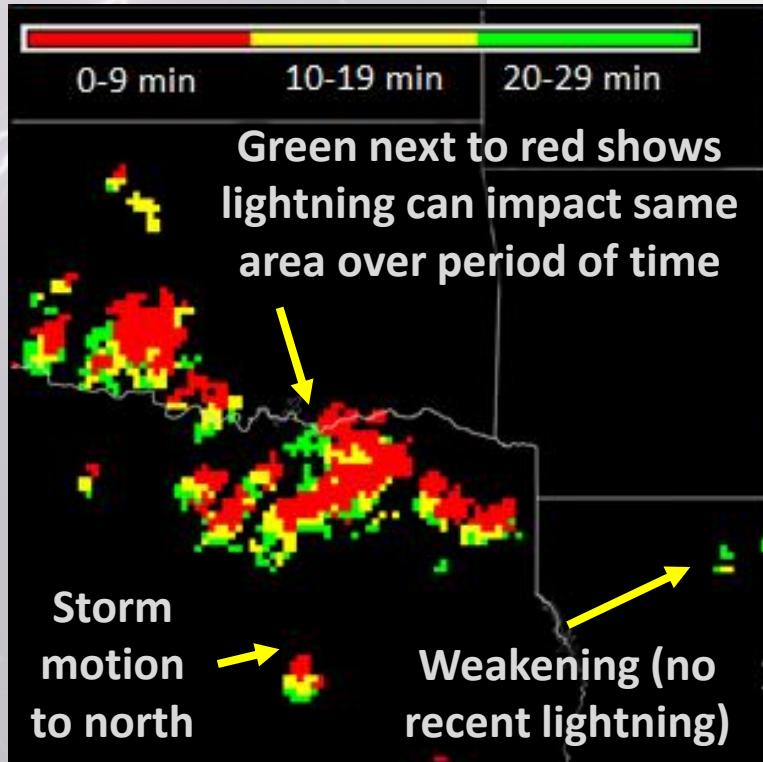 0-9 min 10-19 min 20-29 min
Green next to red shows
lightning can impact same
area over period of time
Storm
motion
to north
Weakening (no
recent lightning)